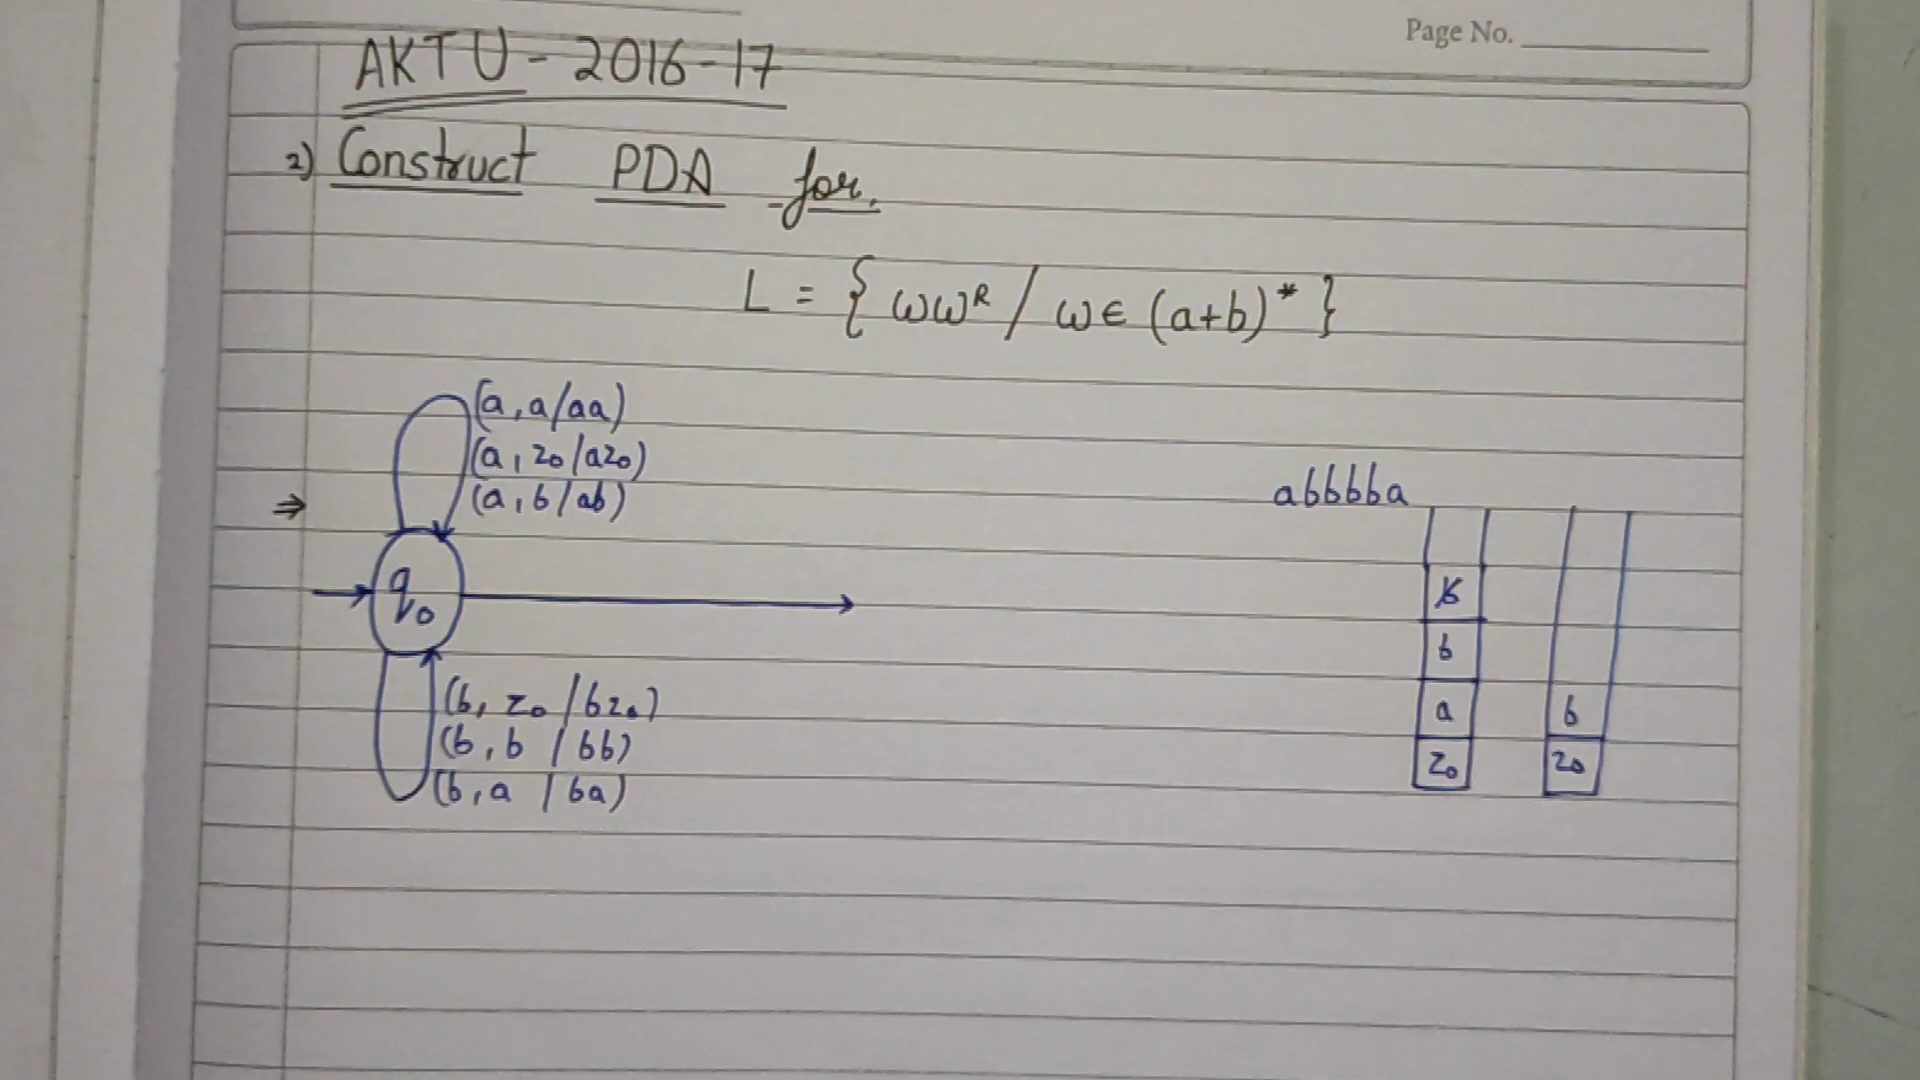 Page No.
AKTU - 2016-17
2) Construct PDA for.
L = { ωωᴿ / ω ∈ (a+b)* }
(a, a/aa)
(a, z₀/az₀)
(a, b/ab)
abbbba
⇒
q₀
b
b
a
z₀
b
z₀
(b, z₀/bz₀)
(b, b/bb)
(b, a/ba)